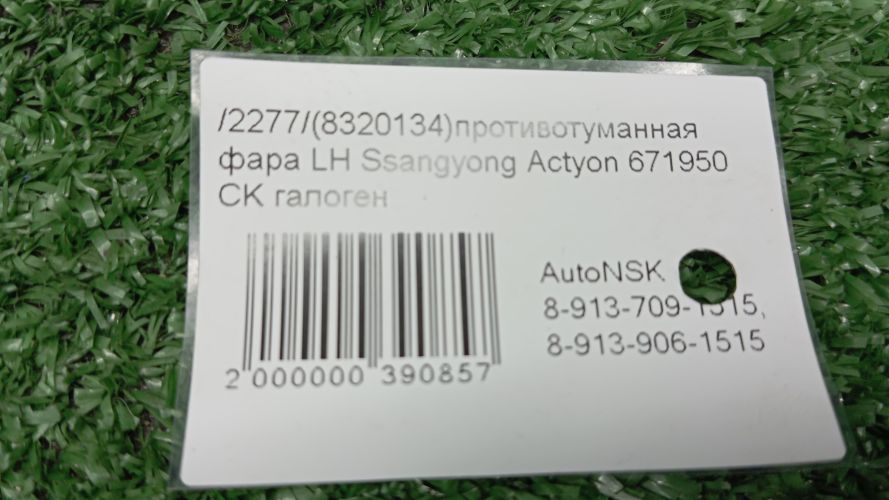 /2277/(8320134)противотуманная
фара LH Ssangyong Actyon 671950
СК галоген
AutoNSK
8-913-709-1515,
8-913-906-1515
2 000000 390857